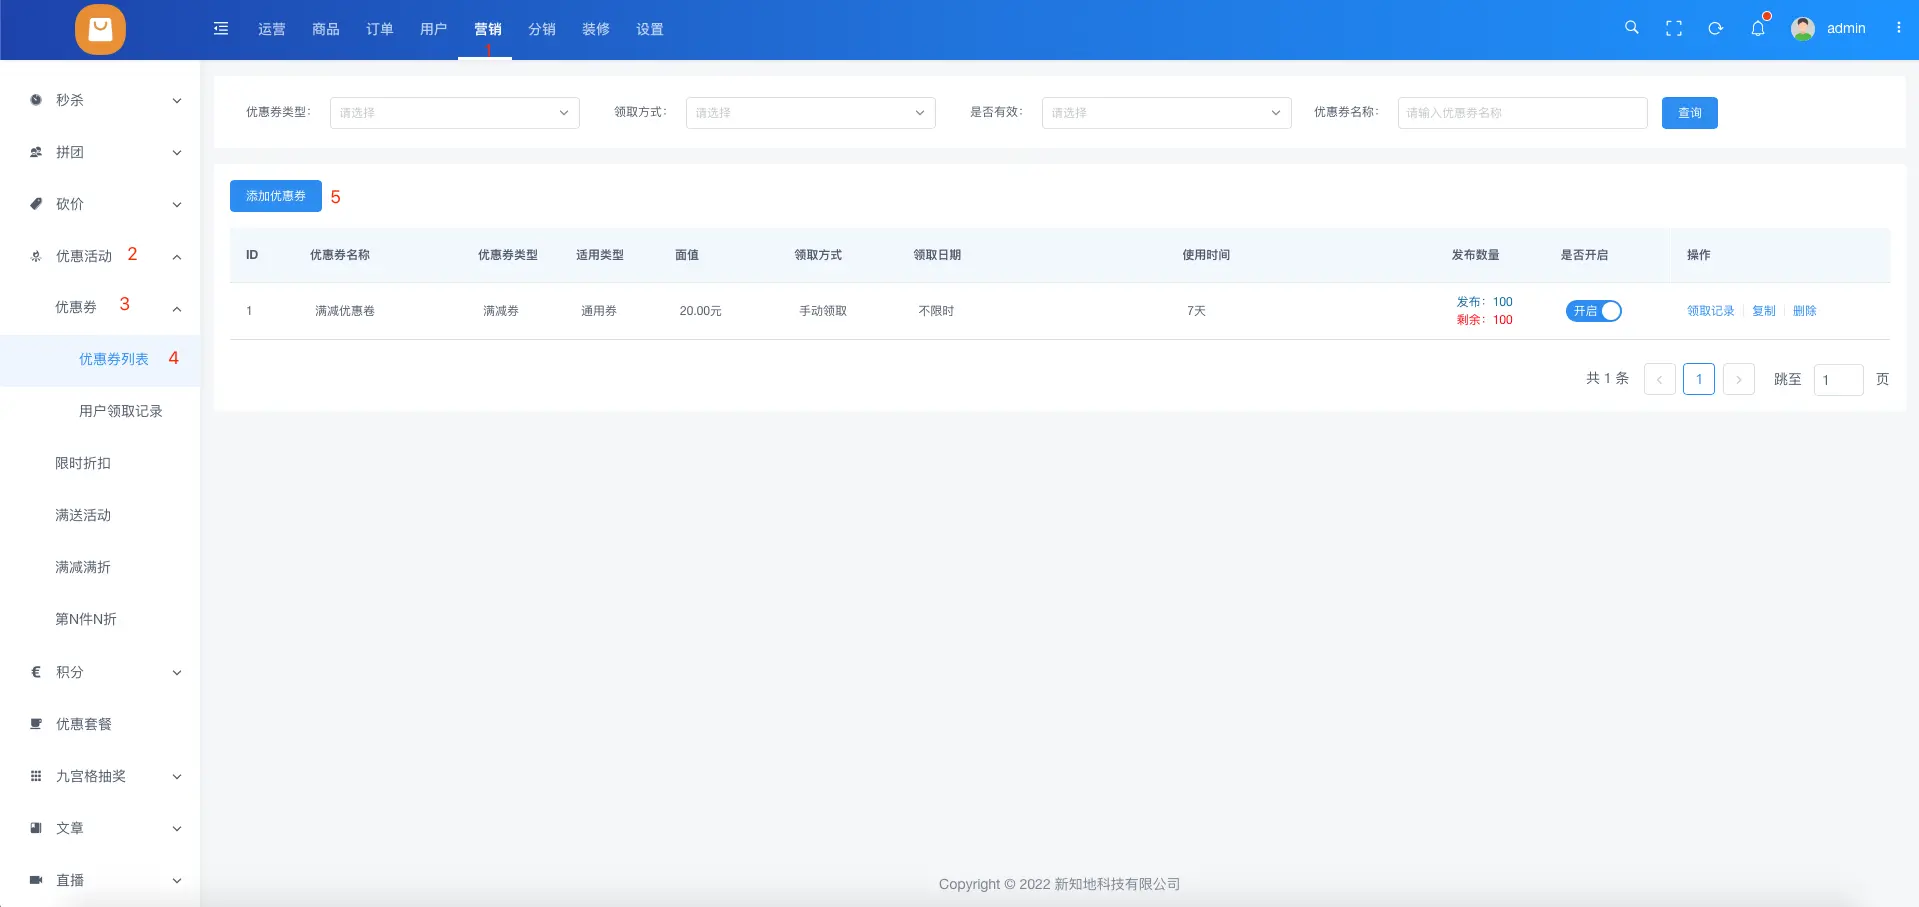 运营 商品 订单 用户 营销 分销 装修 设置 admin
1
秒杀
拼团
砍价
优惠活动 2
优惠券 3
优惠券列表 4
用户领取记录
限时折扣
满送活动
满减满折
第N件N折
€ 积分
优惠套餐
九宫格抽奖
文章
直播
优惠券类型： 请选择 领取方式： 请选择 是否有效： 请选择 优惠券名称： 请输入优惠券名称 查询
添加优惠券 5
ID 优惠券名称 优惠券类型 适用类型 面值 领取方式 领取日期 使用时间 发布数量 是否开启 操作
1 满减优惠卷 满减券 通用券 20.00元 手动领取 不限时 7天 发布：100 开启 领取记录 复制 删除
剩余：100
共 1 条 < 1 > 跳至 1 页
Copyright © 2022 新知地科技有限公司